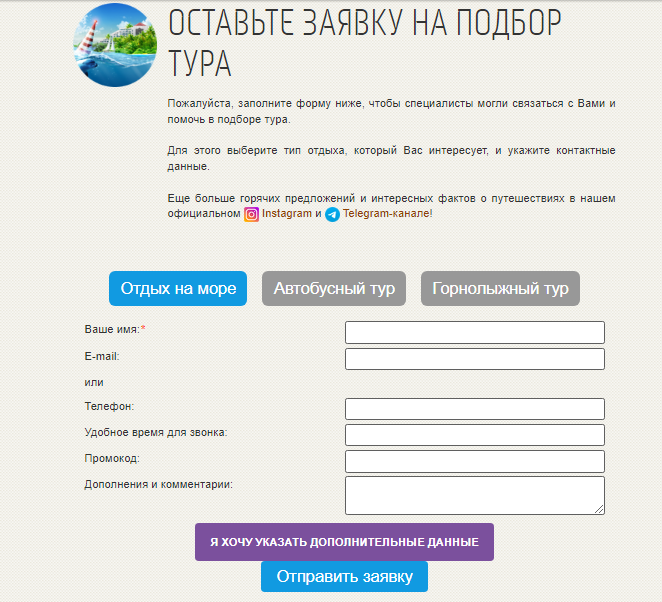 ОСТАВЬТЕ ЗАЯВКУ НА ПОДБОР
ТУРА
Пожалуйста, заполните форму ниже, чтобы специалисты могли связаться с Вами и
помочь в подборе тура.
Для этого выберите тип отдыха, который Вас интересует, и укажите контактные
данные.
Еще больше горячих предложений и интересных фактов о путешествиях в нашем
официальном Instagram и Telegram-канале!
Отдых на море Автобусный тур Горнолыжный тур
Ваше имя:*
E-mail:
или
Телефон:
Удобное время для звонка:
Промокод:
Дополнения и комментарии:
Я ХОЧУ УКАЗАТЬ ДОПОЛНИТЕЛЬНЫЕ ДАННЫЕ
Отправить заявку